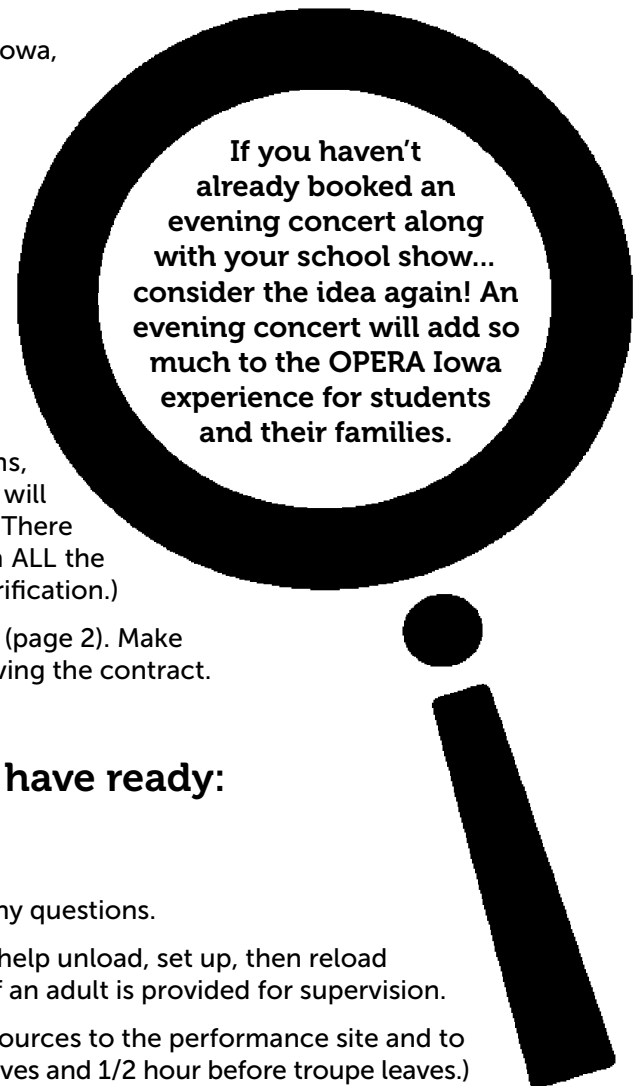 owa,
If you haven't
already booked an
evening concert along
with your school show...
consider the idea again! An
evening concert will add so
much to the OPERA Iowa
experience for students
and their families.
ns,
will
There
ALL the
rification.)
(page 2). Make
ving the contract.
have ready:
ny questions.
help unload, set up, then reload
f an adult is provided for supervision.
ources to the performance site and to
ves and 1/2 hour before troupe leaves.)